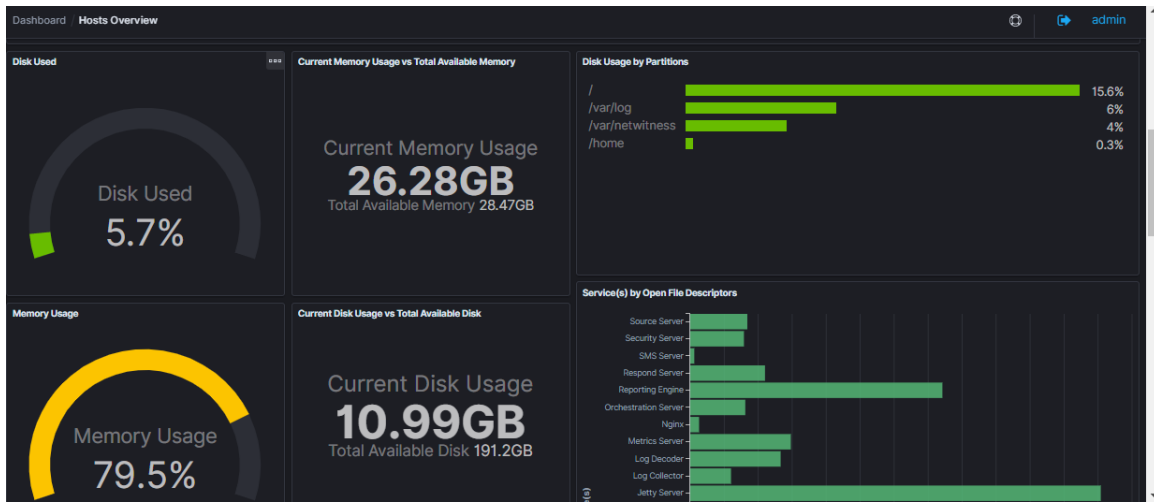 Dashboard / Hosts Overview
admin
Disk Used
Disk Used
5.7%
Current Memory Usage vs Total Available Memory
Current Memory Usage
26.28GB
Total Available Memory 28.47GB
Disk Usage by Partitions
/ 15.6%
/var/log 6%
/var/netwitness 4%
/home 0.3%
Memory Usage
Memory Usage
79.5%
Current Disk Usage vs Total Available Disk
Current Disk Usage
10.99GB
Total Available Disk 191.2GB
Service(s) by Open File Descriptors
Source Server
Security Server
SMS Server
Respond Server
Reporting Engine
Orchestration Server
Nginx
Metrics Server
Log Decoder
Log Collector
Jetty Server